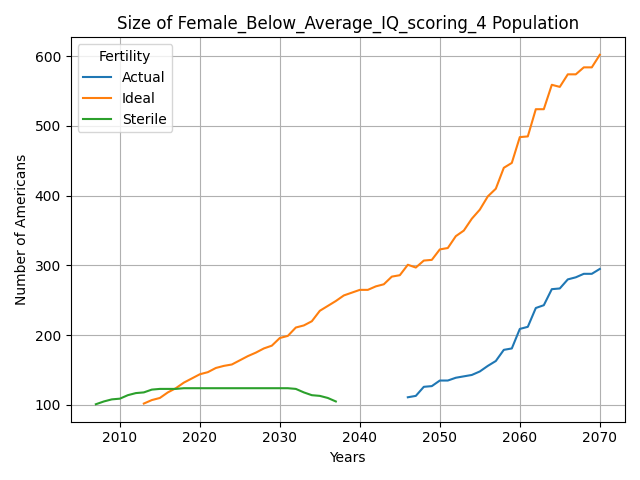 Size of Female_Below_Average_IQ_scoring_4 Population
Fertility
Actual
Ideal
Sterile
Number of Americans
600
500
400
300
200
100
2010 2020 2030 2040 2050 2060 2070
Years